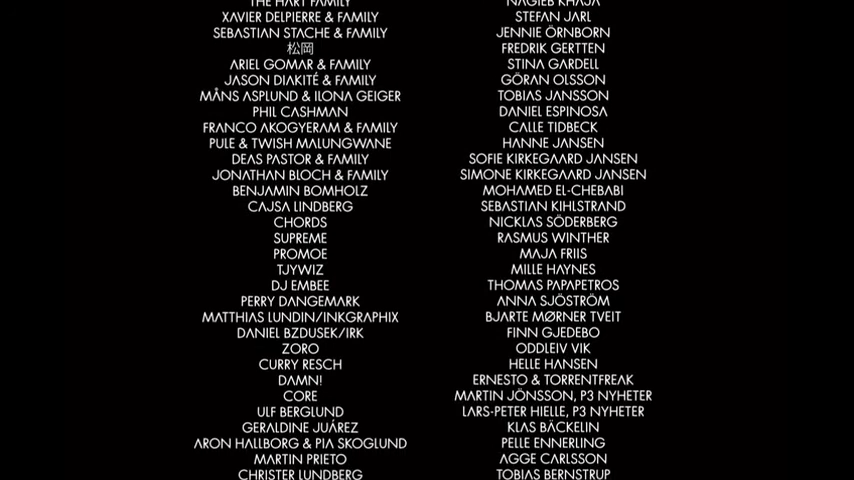 THE HART FAMILY
XAVIER DELPIERRE & FAMILY
SEBASTIAN STACHE & FAMILY
松岡
ARIEL GOMAR & FAMILY
JASON DIAKITÉ & FAMILY
MÅNS ASPLUND & ILONA GEIGER
PHIL CASHMAN
FRANCO AKOGYERAM & FAMILY
PULE & TWISH MALUNGWANE
DEAS PASTOR & FAMILY
JONATHAN BLOCH & FAMILY
BENJAMIN BOMHOLZ
CAJSA LINDBERG
CHORDS
SUPREME
PROMOE
TJYWIZ
DJ EMBEE
PERRY DANGEMARK
MATTHIAS LUNDIN/INKGRAPHIX
DANIEL BZDUSEK/IRK
ZORO
CURRY RESCH
DAMN!
CORE
ULF BERGLUND
GERALDINE JUÁREZ
ARON HALLBORG & PIA SKOGLUND
MARTIN PRIETO
CHRISTER LUNDBERG
NAGIEB KHAJA
STEFAN JARL
JENNIE ÖRNBORN
FREDRIK GERTTEN
STINA GARDELL
GÖRAN OLSSON
TOBIAS JANSSON
DANIEL ESPINOSA
CALLE TIDBECK
HANNE JANSEN
SOFIE KIRKEGAARD JANSEN
SIMONE KIRKEGAARD JANSEN
MOHAMED EL-CHEBABI
SEBASTIAN KIHLSTRAND
NICKLAS SÖDERBERG
RASMUS WINTHER
MAJA FRIIS
MILLE HAYNES
THOMAS PAPAPETROS
ANNA SJÖSTRÖM
BJARTE MØRNER TVEIT
FINN GJEDEBO
ODDLEIV VIK
HELLE HANSEN
ERNESTO & TORRENTFREAK
MARTIN JÖNSSON, P3 NYHETER
LARS-PETER HIELLE, P3 NYHETER
KLAS BÄCKELIN
PELLE ENNERLING
AGGE CARLSSON
TOBIAS BERNSTRUP